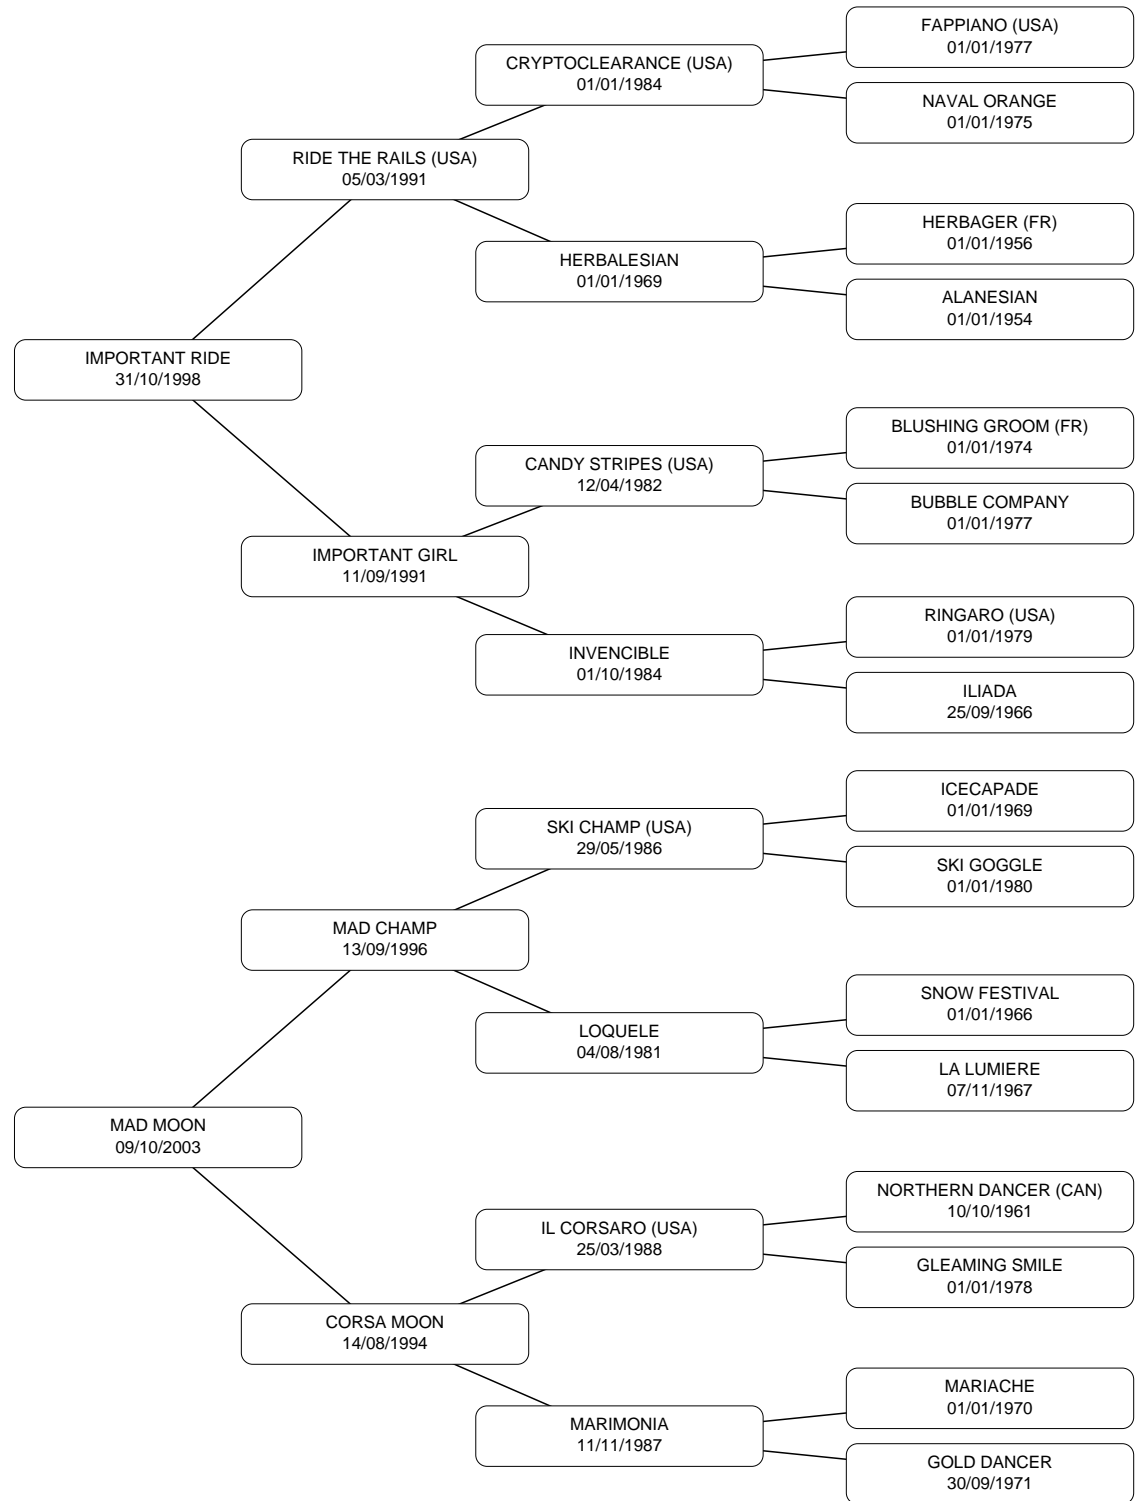 FAPPIANO (USA)
01/01/1977
CRYPTOCLEARANCE (USA)
01/01/1984
NAVAL ORANGE
01/01/1975
RIDE THE RAILS (USA)
05/03/1991
HERBAGER (FR)
01/01/1956
HERBALESIAN
01/01/1969
ALANESIAN
01/01/1954
IMPORTANT RIDE
31/10/1998
BLUSHING GROOM (FR)
01/01/1974
CANDY STRIPES (USA)
12/04/1982
BUBBLE COMPANY
01/01/1977
IMPORTANT GIRL
11/09/1991
RINGARO (USA)
01/01/1979
INVENCIBLE
01/10/1984
ILIADA
25/09/1966
ICECAPADE
01/01/1969
SKI CHAMP (USA)
29/05/1986
SKI GOGGLE
01/01/1980
MAD CHAMP
13/09/1996
SNOW FESTIVAL
01/01/1966
LOQUELE
04/08/1981
LA LUMIERE
07/11/1967
MAD MOON
09/10/2003
NORTHERN DANCER (CAN)
10/10/1961
IL CORSARO (USA)
25/03/1988
GLEAMING SMILE
01/01/1978
CORSA MOON
14/08/1994
MARIACHE
01/01/1970
MARIMONIA
11/11/1987
GOLD DANCER
30/09/1971